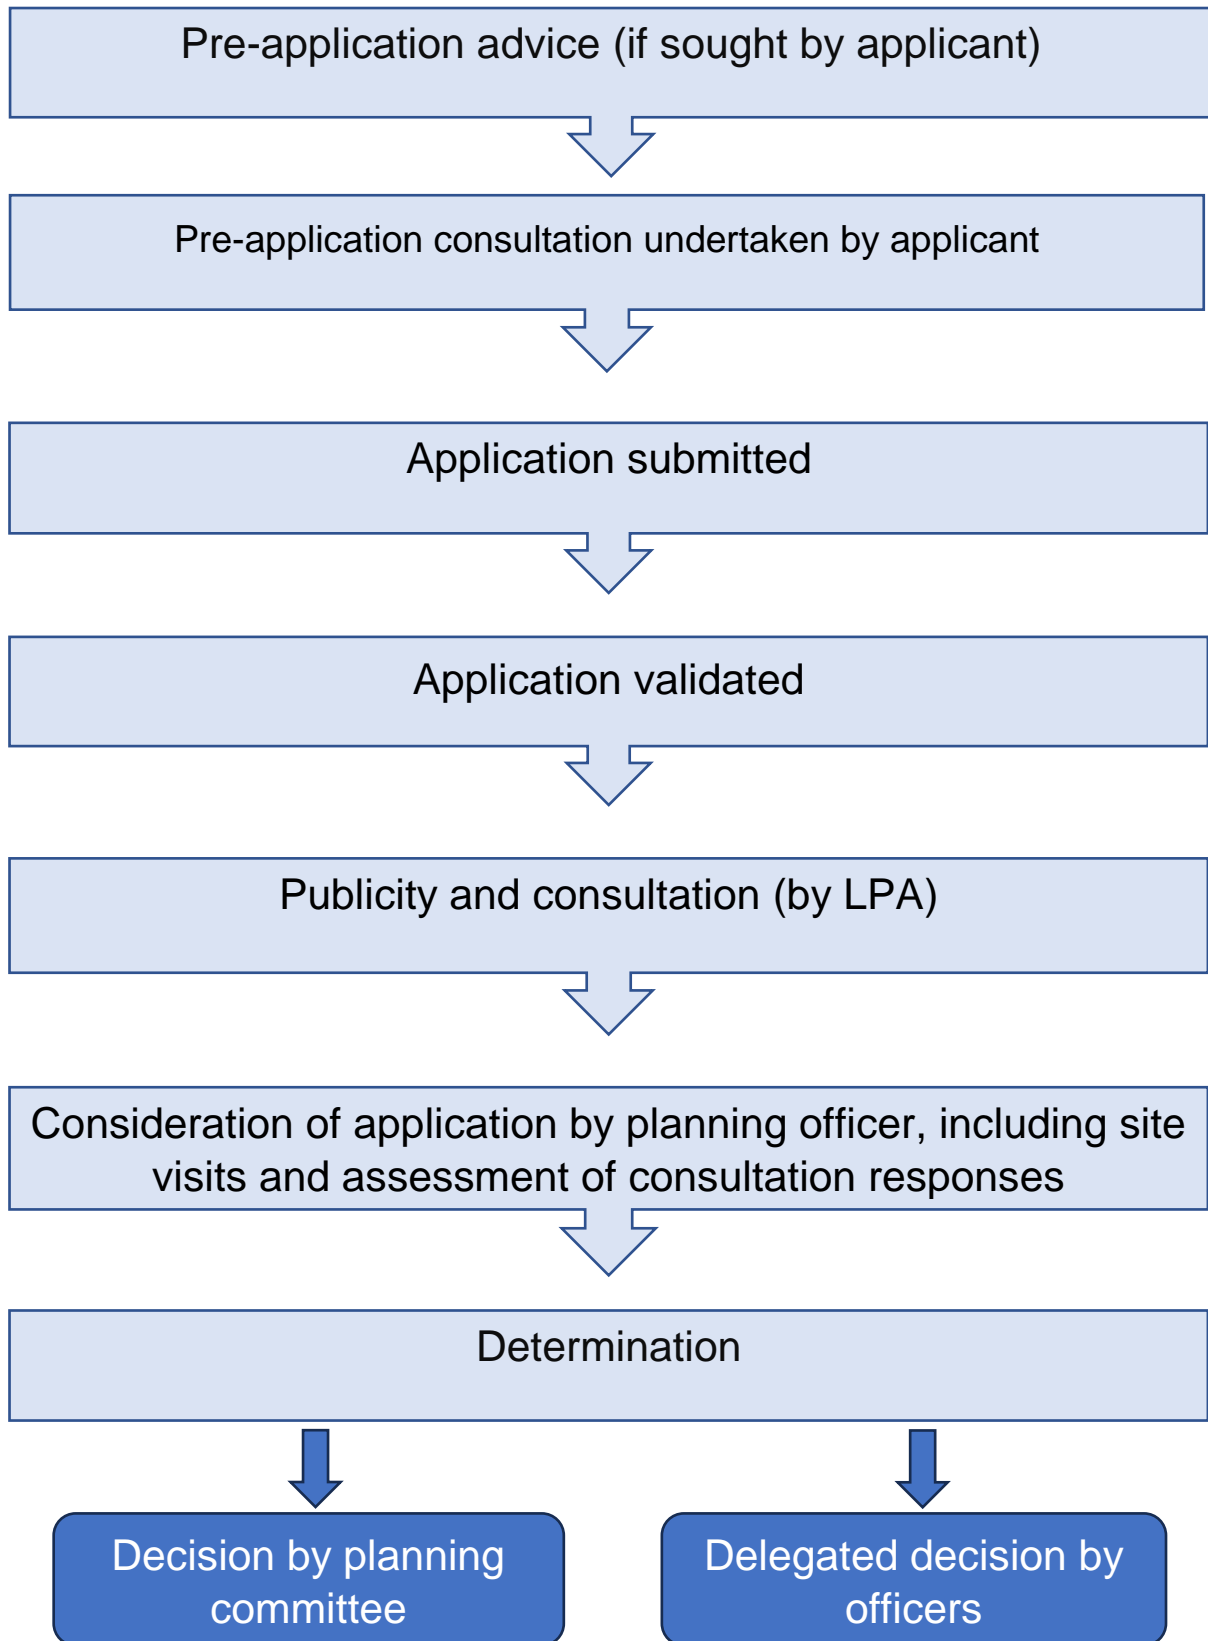 Pre-application advice (if sought by applicant)
Pre-application consultation undertaken by applicant
Application submitted
Application validated
Publicity and consultation (by LPA)
Consideration of application by planning officer, including site
visits and assessment of consultation responses
Determination
Decision by planning
committee
Delegated decision by
officers